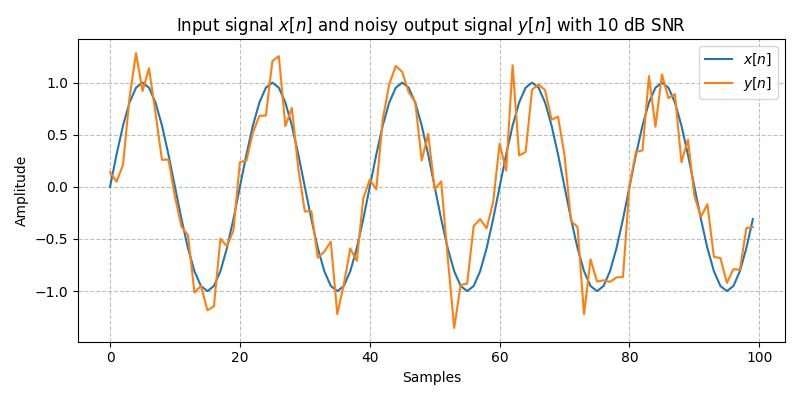 Input signal x[n] and noisy output signal y[n] with 10 dB SNR
x[n]
y[n]
Amplitude
1.0
0.5
0.0
−0.5
−1.0
0 20 40 60 80 100
Samples